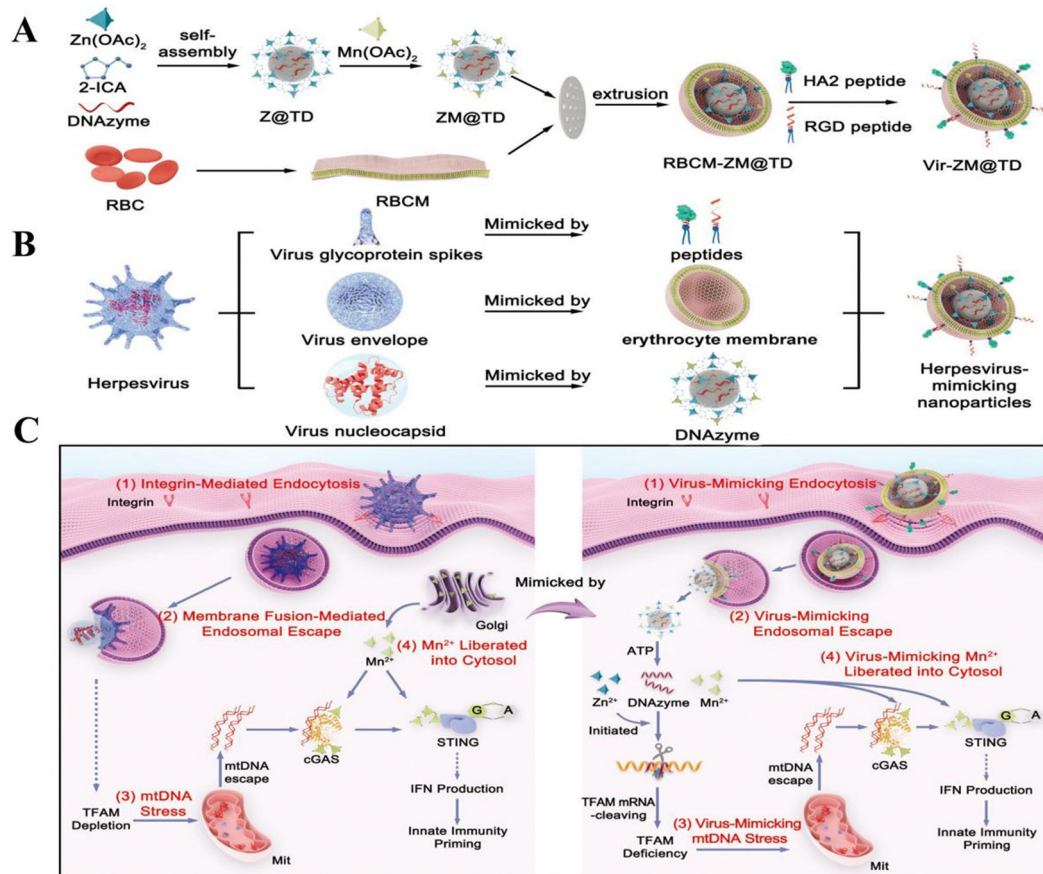 A
Zn(OAc)2
2-ICA
DNAzyme
self-
assembly
Z@TD
Mn(OAc)2
ZM@TD
RBC
RBCM
extrusion
RBCM-ZM@TD
HA2 peptide
RGD peptide
Vir-ZM@TD
B
Herpesvirus
Virus glycoprotein spikes
Mimicked by
peptides
Virus envelope
Mimicked by
erythrocyte membrane
Virus nucleocapsid
Mimicked by
DNAzyme
Herpesvirus-
mimicking
nanoparticles
C
(1) Integrin-Mediated Endocytosis
Integrin
(2) Membrane Fusion-Mediated
Endosomal Escape
Golgi
Mn2+
(4) Mn2+ Liberated
into Cytosol
cGAS
G
A
STING
mtDNA
escape
IFN Production
Innate Immunity
Priming
TFAM
Depletion
(3) mtDNA
Stress
Mit
Mimicked by
(1) Virus-Mimicking Endocytosis
Integrin
(2) Virus-Mimicking
Endosomal Escape
ATP
Zn2+
DNAzyme
Mn2+
(4) Virus-Mimicking Mn2+
Liberated into Cytosol
Initiated
TFAM mRNA
-cleaving
TFAM
Deficiency
(3) Virus-Mimicking
mtDNA Stress
mtDNA
escape
Mit
cGAS
G
A
STING
IFN Production
Innate Immunity
Priming